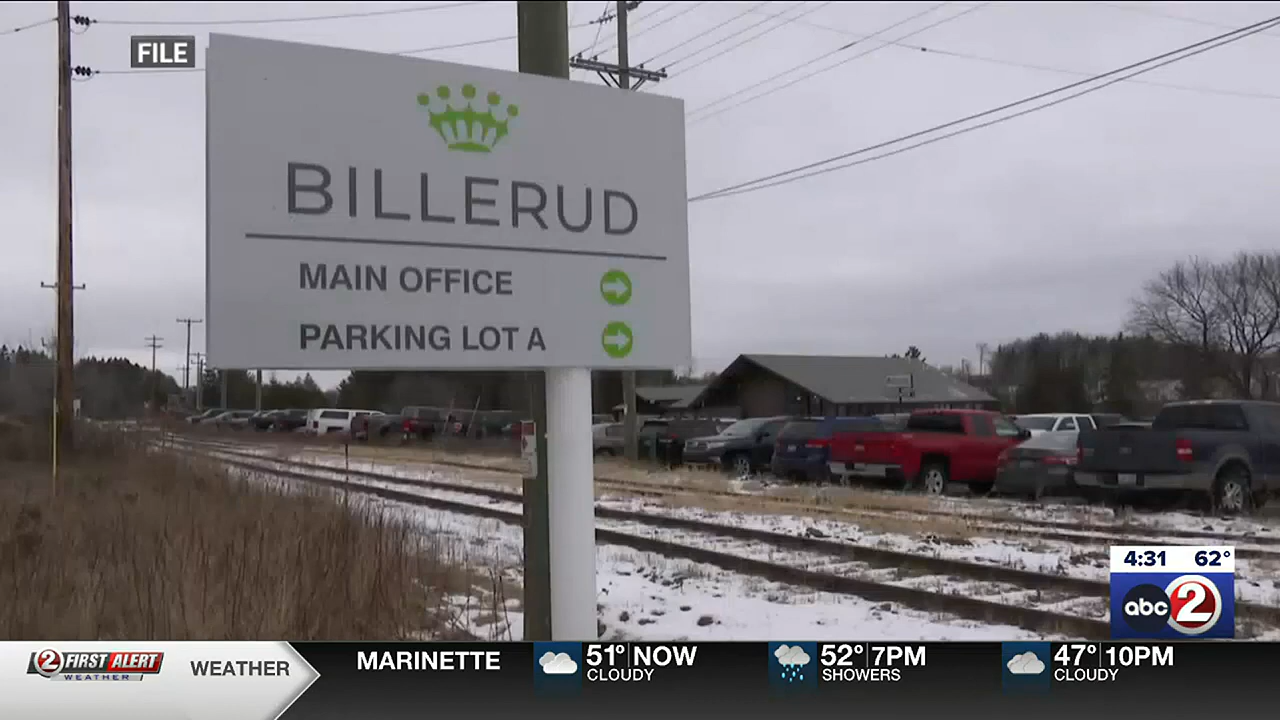 FILE
BILLERUD
MAIN OFFICE
PARKING LOT A
4:31 62°
abc 2
2 FIRST ALERT
WEATHER
WEATHER
MARINETTE
51° NOW
CLOUDY
52° 7PM
SHOWERS
47° 10PM
CLOUDY